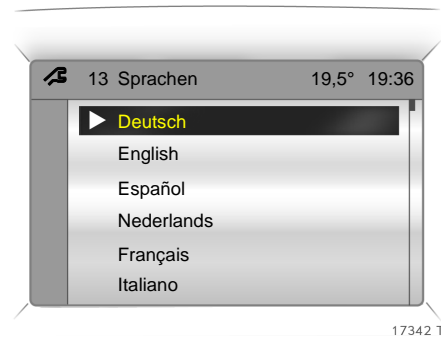 13 Sprachen 19,5° 19:36
Deutsch
English
Español
Nederlands
Français
Italiano
17342 T